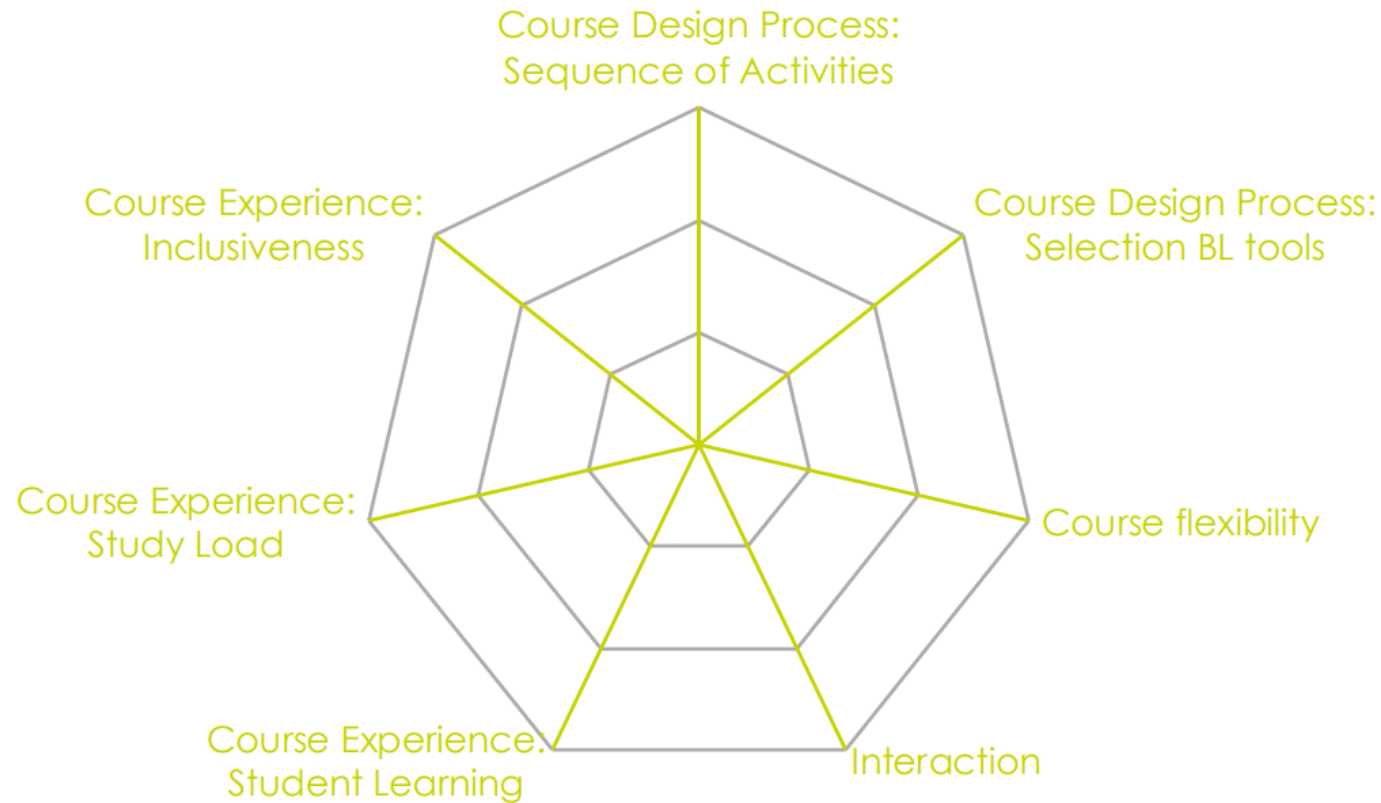 Course Design Process:
Sequence of Activities
Course Experience:
Inclusiveness
Course Design Process:
Selection BL tools
Course Experience:
Study Load
Course flexibility
Course Experience:
Student Learning
Interaction